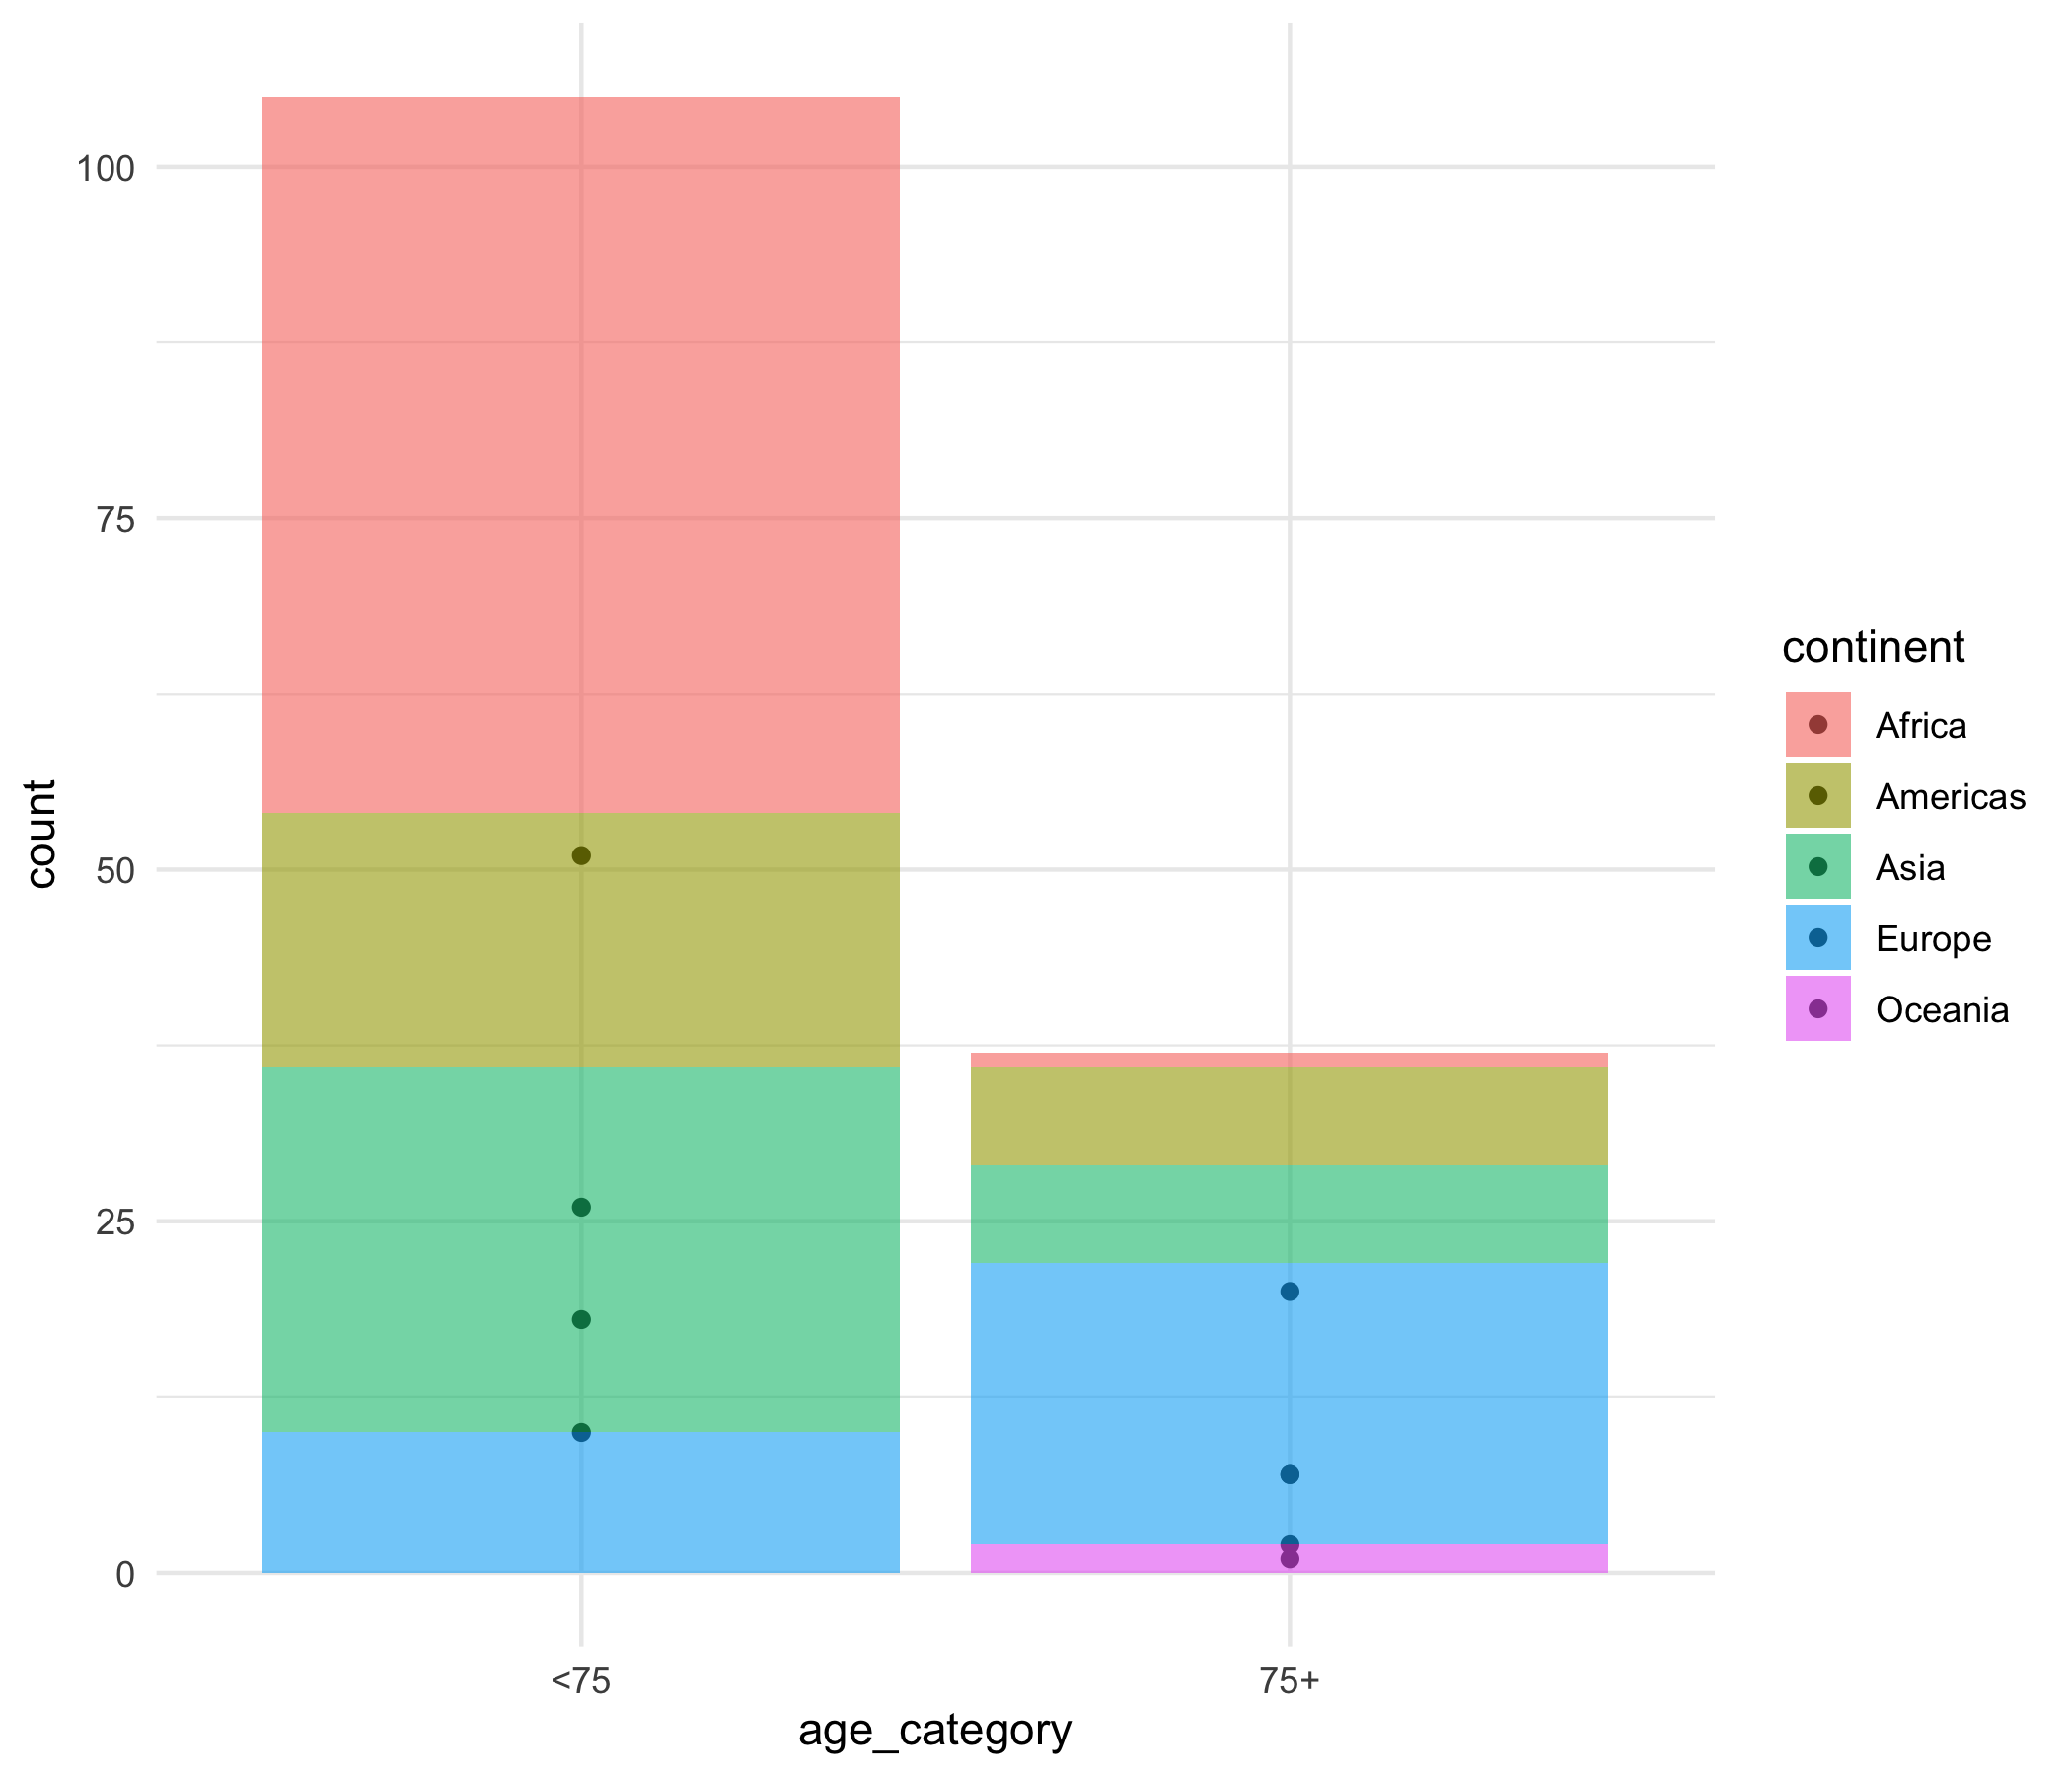 100
75
50
25
0
count
<75
75+
age_category
continent
Africa
Americas
Asia
Europe
Oceania